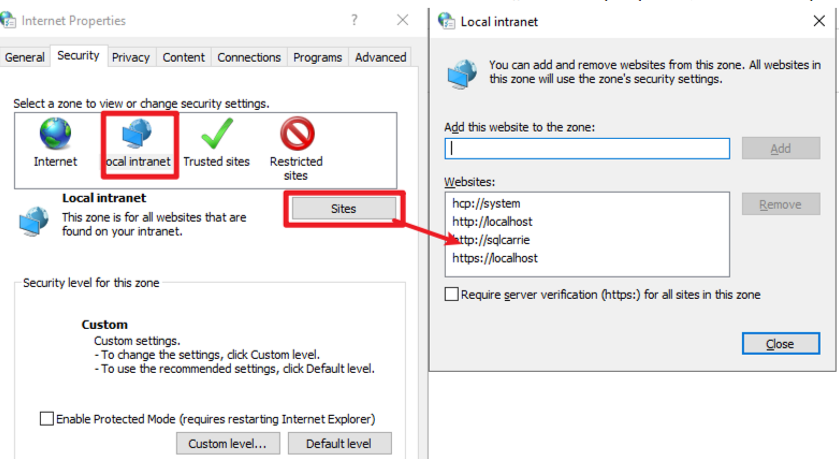 Internet Properties
General Security Privacy Content Connections Programs Advanced
Select a zone to view or change security settings.
Internet
ocal intranet
Trusted sites
Restricted
sites
Local intranet
This zone is for all websites that are
found on your intranet.
Sites
Security level for this zone
Custom
Custom settings.
- To change the settings, click Custom level.
- To use the recommended settings, click Default level.
Enable Protected Mode (requires restarting Internet Explorer)
Custom level...
Default level
Local intranet
You can add and remove websites from this zone. All websites in
this zone will use the zone's security settings.
Add this website to the zone:
Add
Websites:
hcp://system
http://localhost
http://sqlcarrie
https://localhost
Remove
Require server verification (https:) for all sites in this zone
Close